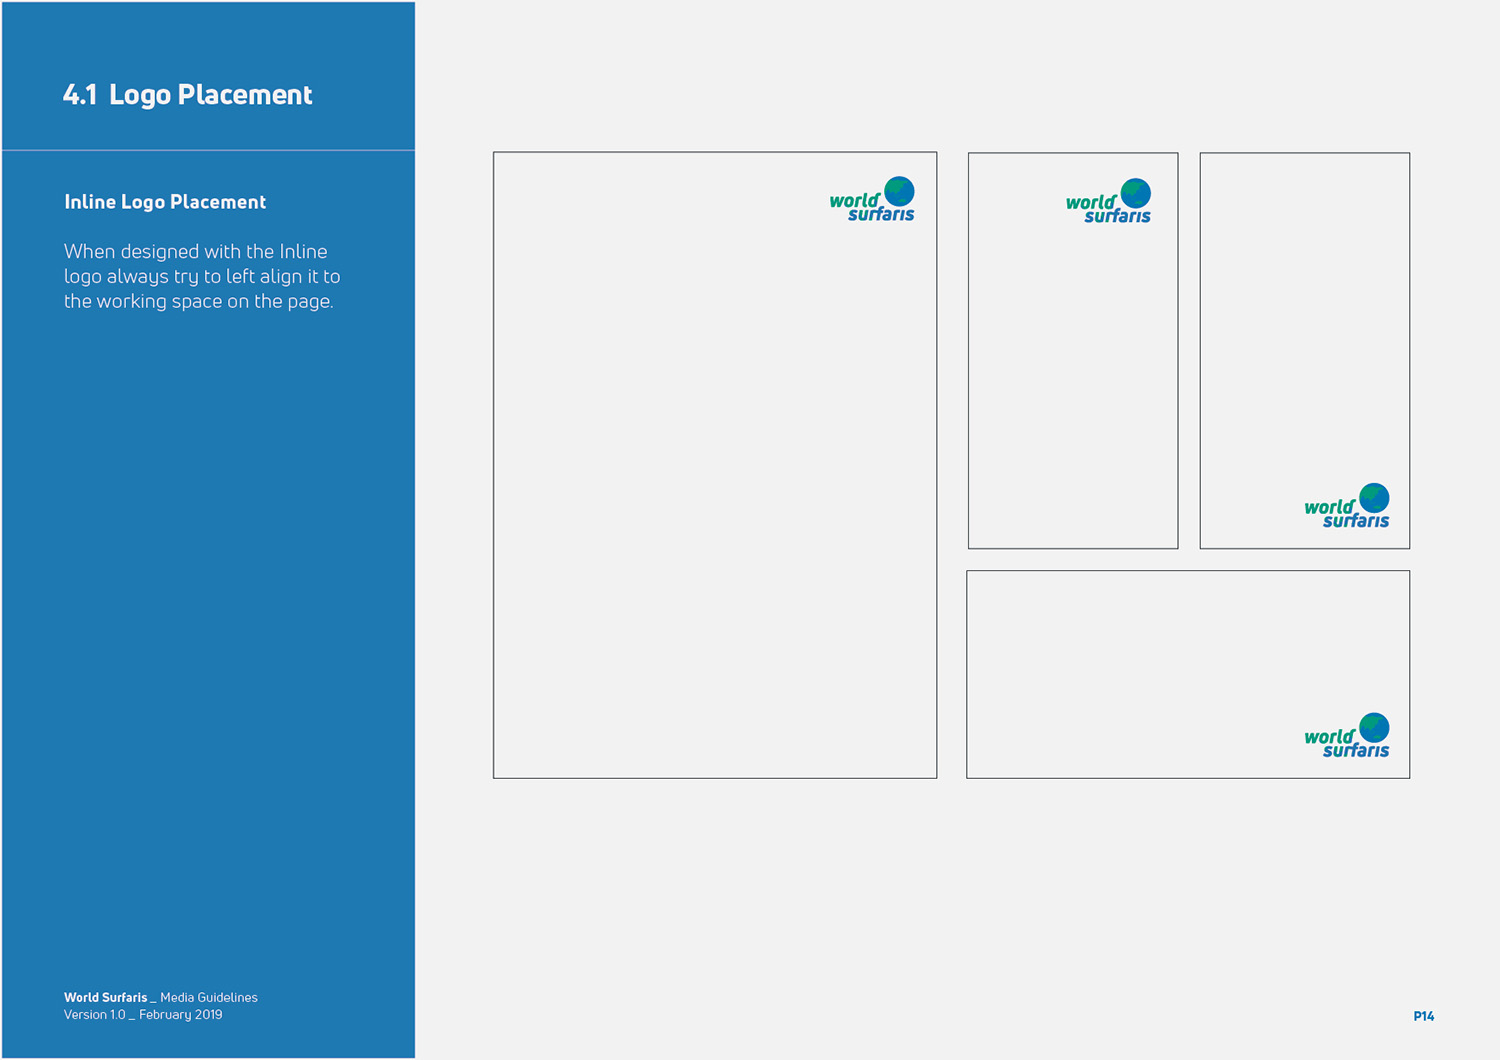 4.1 Logo Placement
Inline Logo Placement
When designed with the Inline
logo always try to left align it to
the working space on the page.
world
surfaris
world
surfaris
world
surfaris
world
surfaris
World Surfaris _ Media Guidelines
Version 1.0 _ February 2019
P14